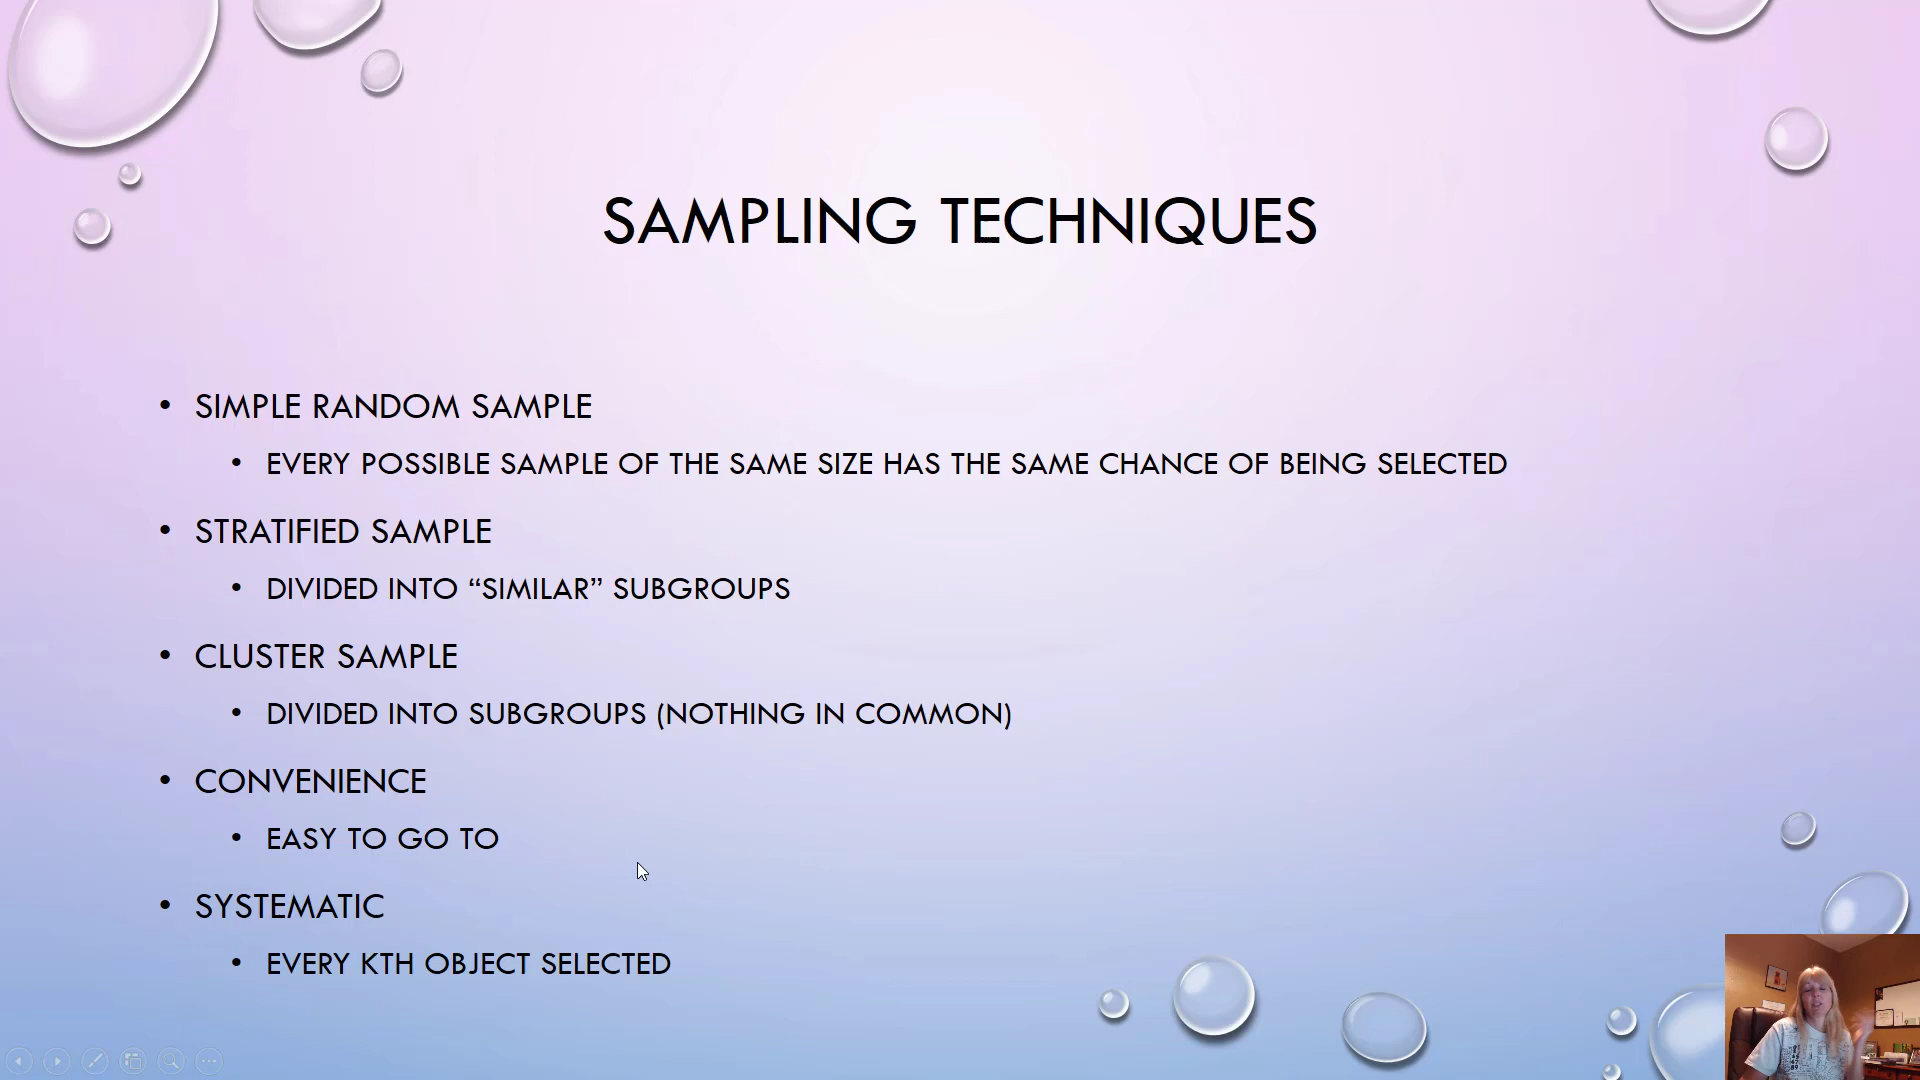 SAMPLING TECHNIQUES
• SIMPLE RANDOM SAMPLE
• EVERY POSSIBLE SAMPLE OF THE SAME SIZE HAS THE SAME CHANCE OF BEING SELECTED
• STRATIFIED SAMPLE
• DIVIDED INTO “SIMILAR” SUBGROUPS
• CLUSTER SAMPLE
• DIVIDED INTO SUBGROUPS (NOTHING IN COMMON)
• CONVENIENCE
• EASY TO GO TO
• SYSTEMATIC
• EVERY KTH OBJECT SELECTED